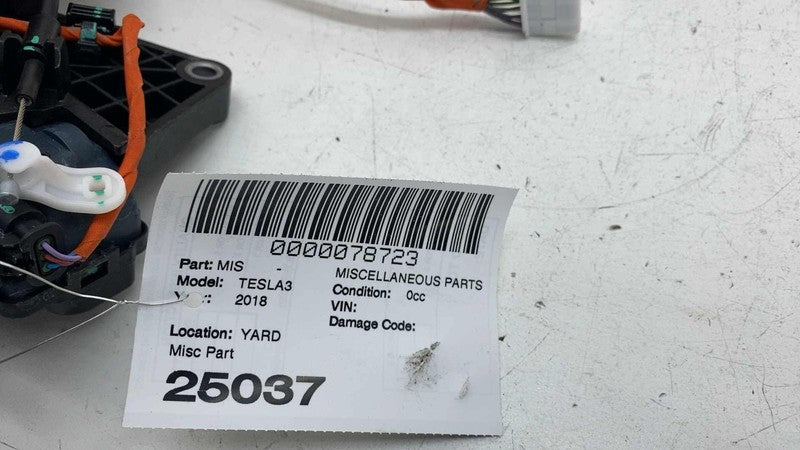 0000078723
Part: MIS -
MISCELLANEOUS PARTS
Model: TESLA3
Condition: 0cc
2018
VIN:
Damage Code:
Location: YARD
Misc Part
25037